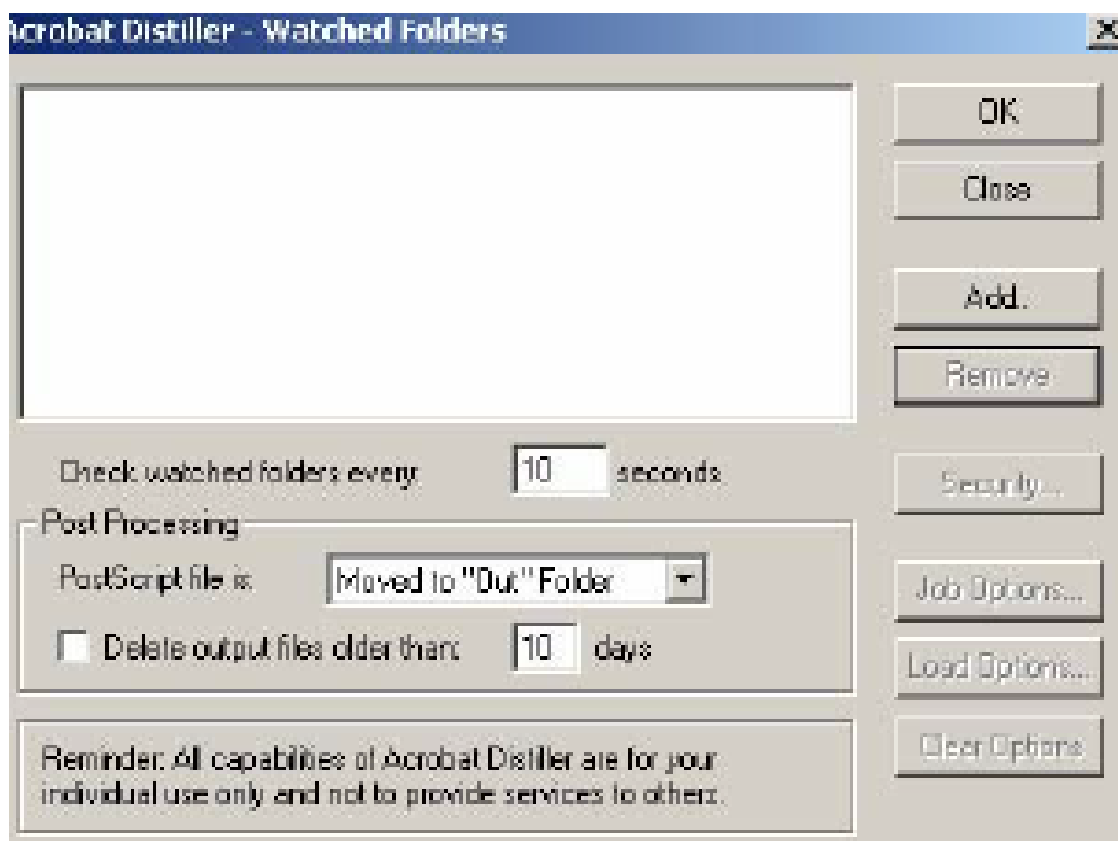 Acrobat Distiller - Watched Folders
OK
Close
Add..
Remove
Check watched folders every: 10 seconds
Security...
Post Processing
PostScript file is: Moved to "Out" Folder
Job Options...
Delete output files older than: 10 days
Load Options...
Clear Options
Reminder: All capabilities of Acrobat Distiller are for your
individual use only and not to provide services to others.